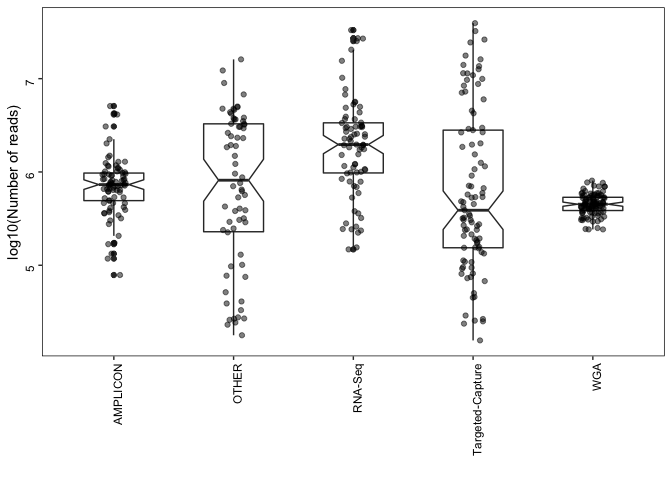 log10(Number of reads)
7
6
5
AMPLICON
OTHER
RNA-Seq
Targeted-Capture
WGA